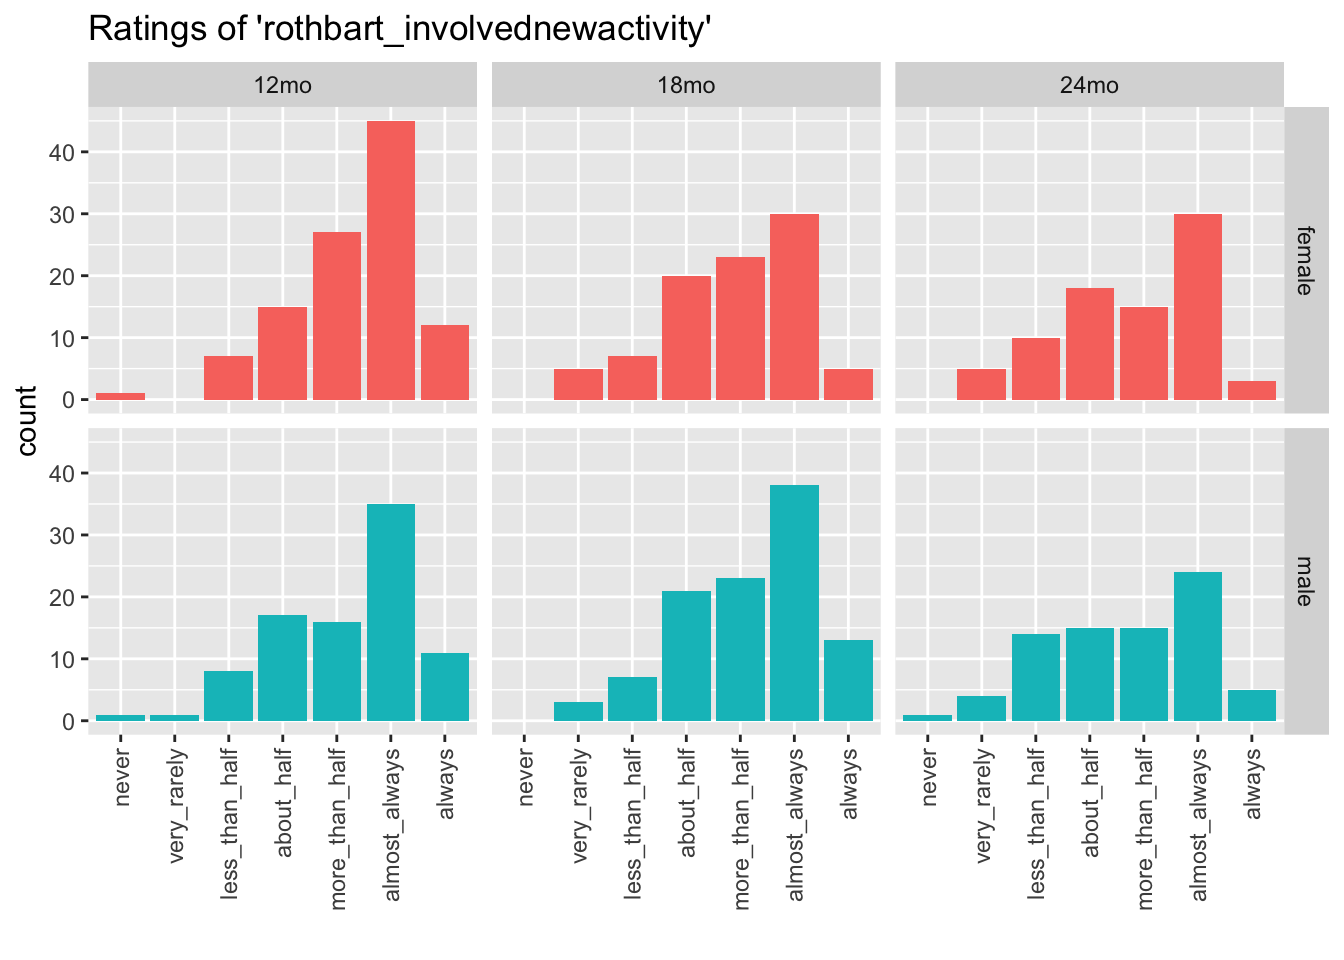 Ratings of 'rothbart_involvednewactivity'
12mo
18mo
24mo
40
30
20
10
0
female
count
40
30
20
10
0
male
never
very_rarely
less_than_half
about_half
more_than_half
almost_always
always
never
very_rarely
less_than_half
about_half
more_than_half
almost_always
always
never
very_rarely
less_than_half
about_half
more_than_half
almost_always
always